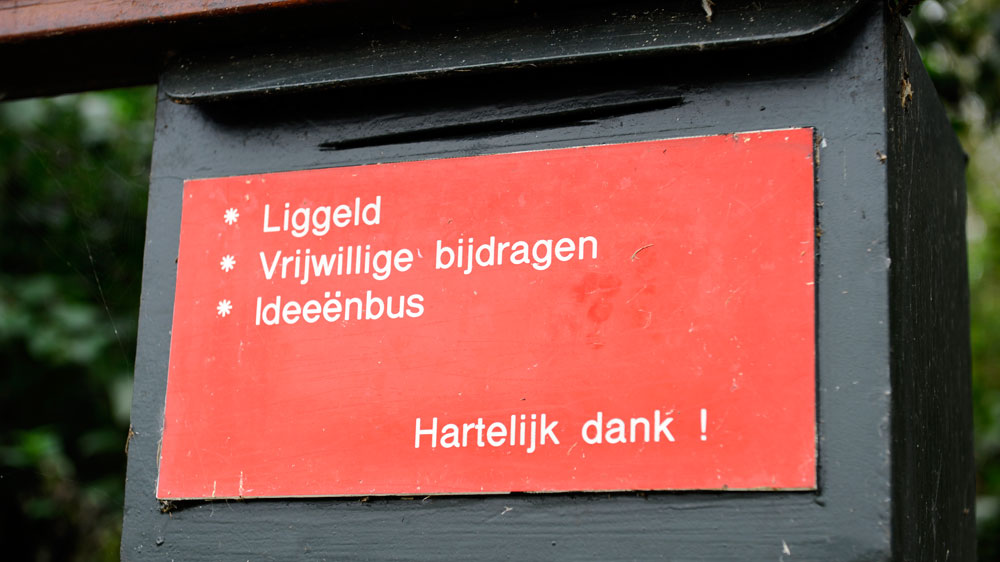 * Liggeld
* Vrijwillige bijdragen
* Ideeënbus
Hartelijk dank !